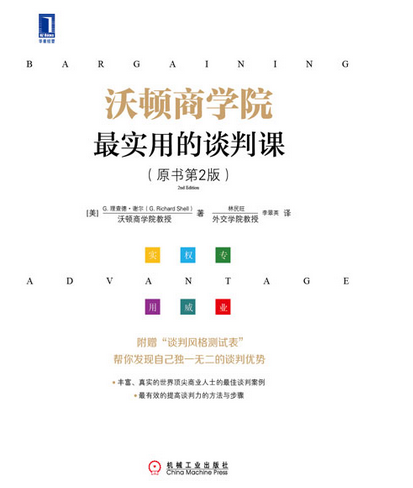 华章经管
BARGAINING
沃顿商学院
最实用的谈判课
（原书第2版）
2nd Edition
[美] G. 理查德·谢尔（G. Richard Shell） 沃顿商学院教授 著 林民旺 外交学院教授 李翠英 译
实 权 专
ADVANTAGE
用 威 业
附赠“谈判风格测试表”
帮你发现自己独一无二的谈判优势
·丰富、真实的世界顶尖商业人士的最佳谈判案例
·最有效的提高谈判力的方法与步骤
机械工业出版社
China Machine Press